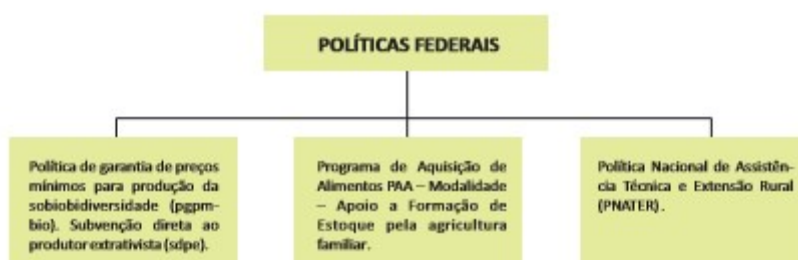 POLÍTICAS FEDERAIS
Política de garantia de preços
mínimos para produção da
sobiobidiversidade (pgpm-
bio). Subvenção direta ao
produtor extrativista (sdpe).
Programa de Aquisição de
Alimentos PAA – Modalidade
– Apoio a Formação de
Estoque pela agricultura
familiar.
Política Nacional de Assistên-
cia Técnica e Extensão Rural
(PNATER).